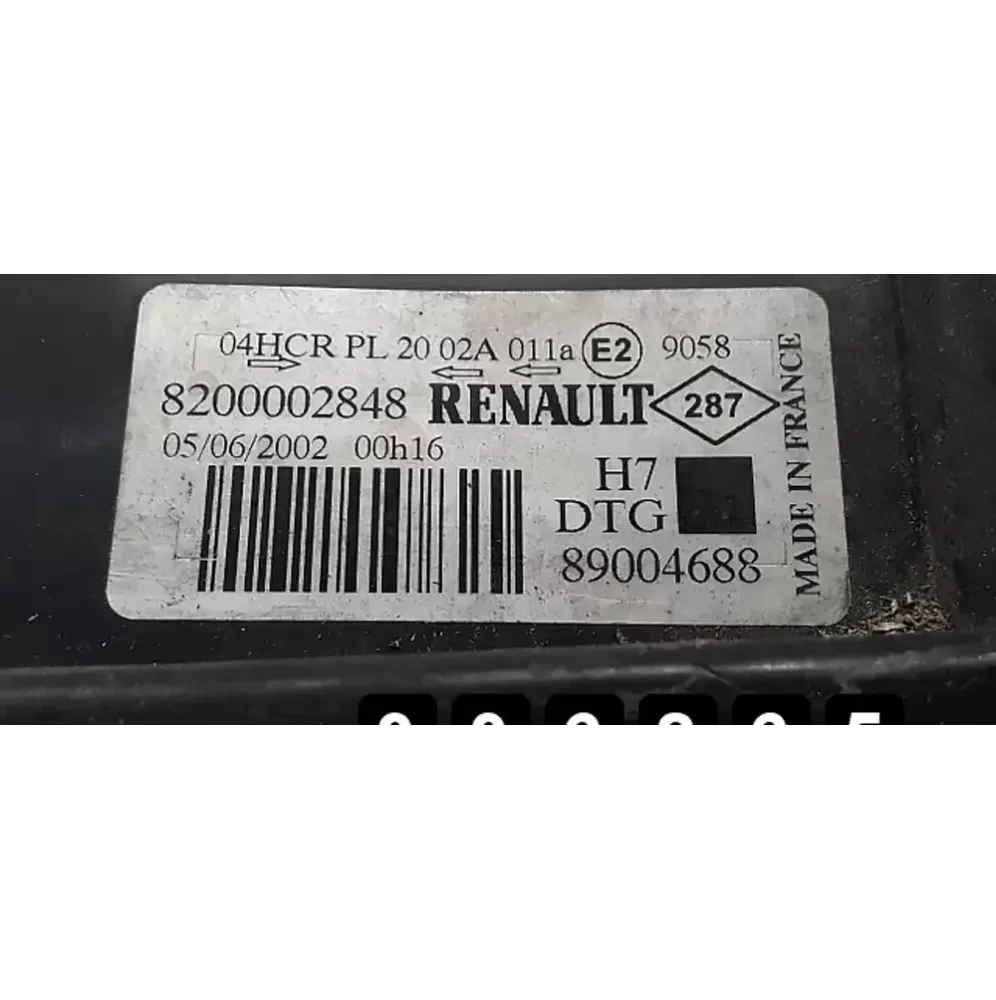 04HCR PL 20 02A 011a E2 9058
8200002848 RENAULT 287
05/06/2002 00h16
H7
DTG
89004688
MADE IN FRANCE